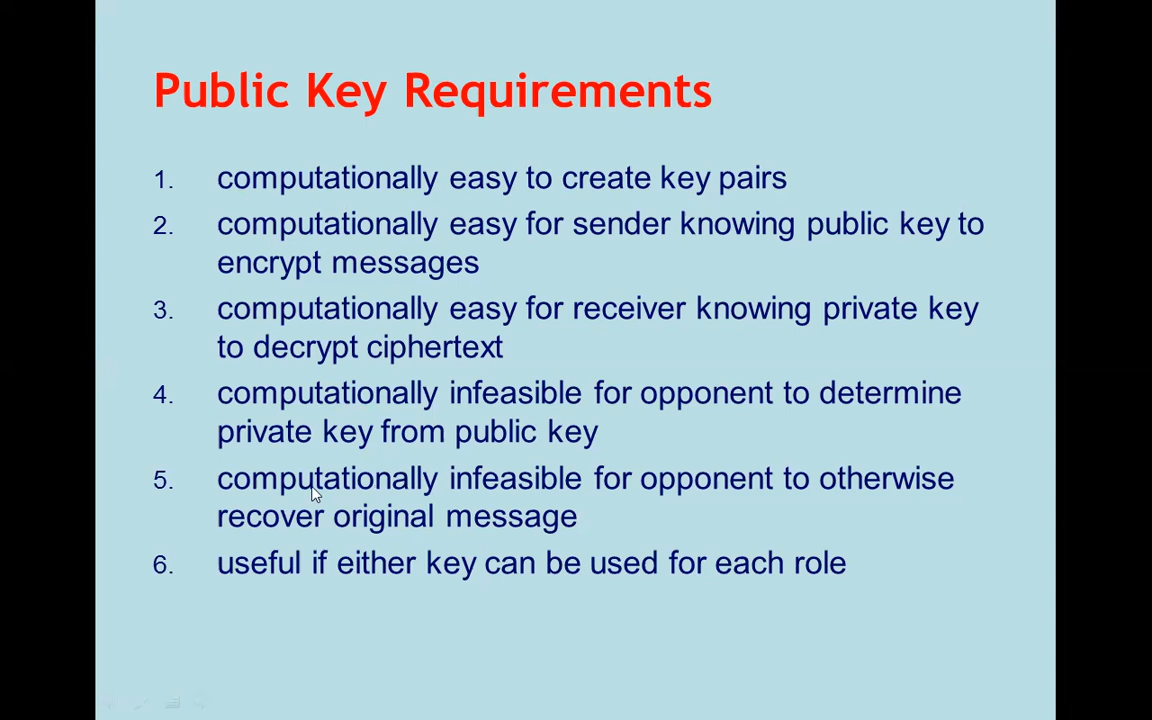 Public Key Requirements
1. computationally easy to create key pairs
2. computationally easy for sender knowing public key to
encrypt messages
3. computationally easy for receiver knowing private key
to decrypt ciphertext
4. computationally infeasible for opponent to determine
private key from public key
5. computationally infeasible for opponent to otherwise
recover original message
6. useful if either key can be used for each role